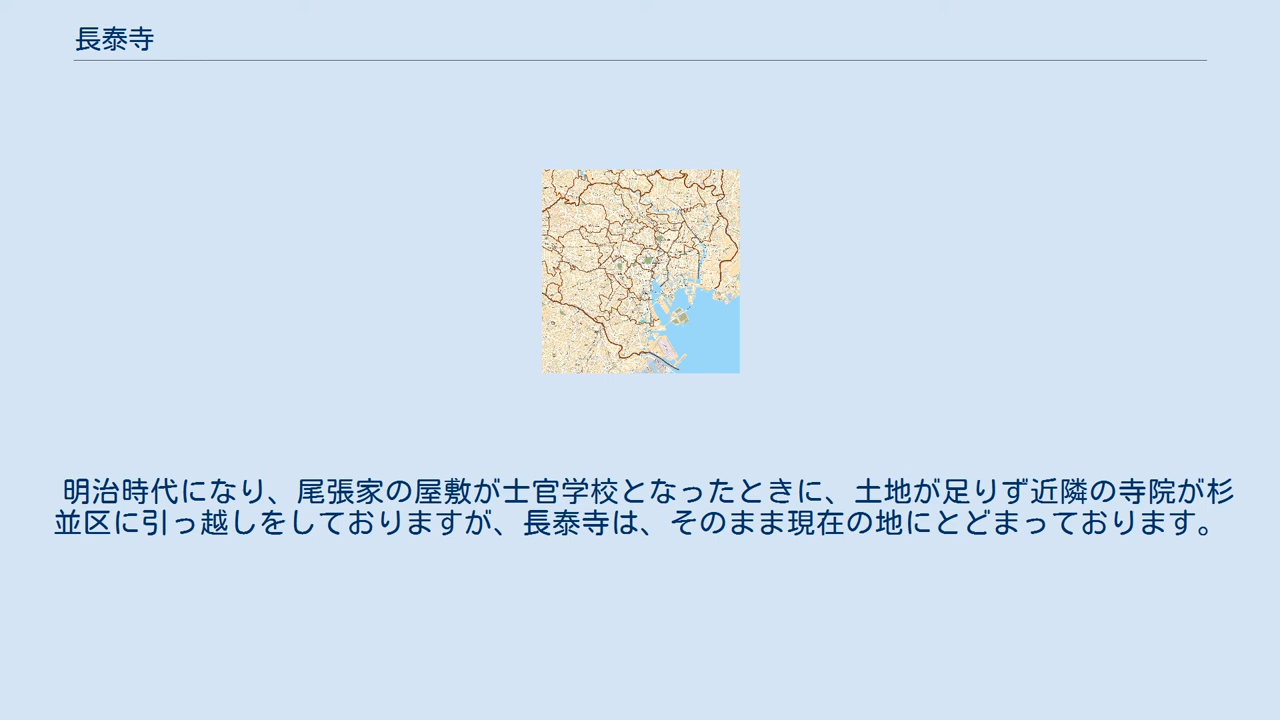 長泰寺
明治時代になり、尾張家の屋敷が士官学校となったときに、土地が足りず近隣の寺院が杉
並区に引っ越しをしておりますが、長泰寺は、そのまま現在の地にとどまっております。